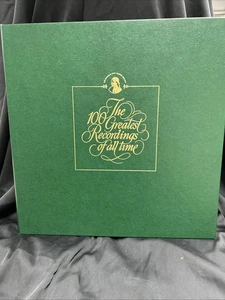 The
100 Greatest
Recordings
of all time